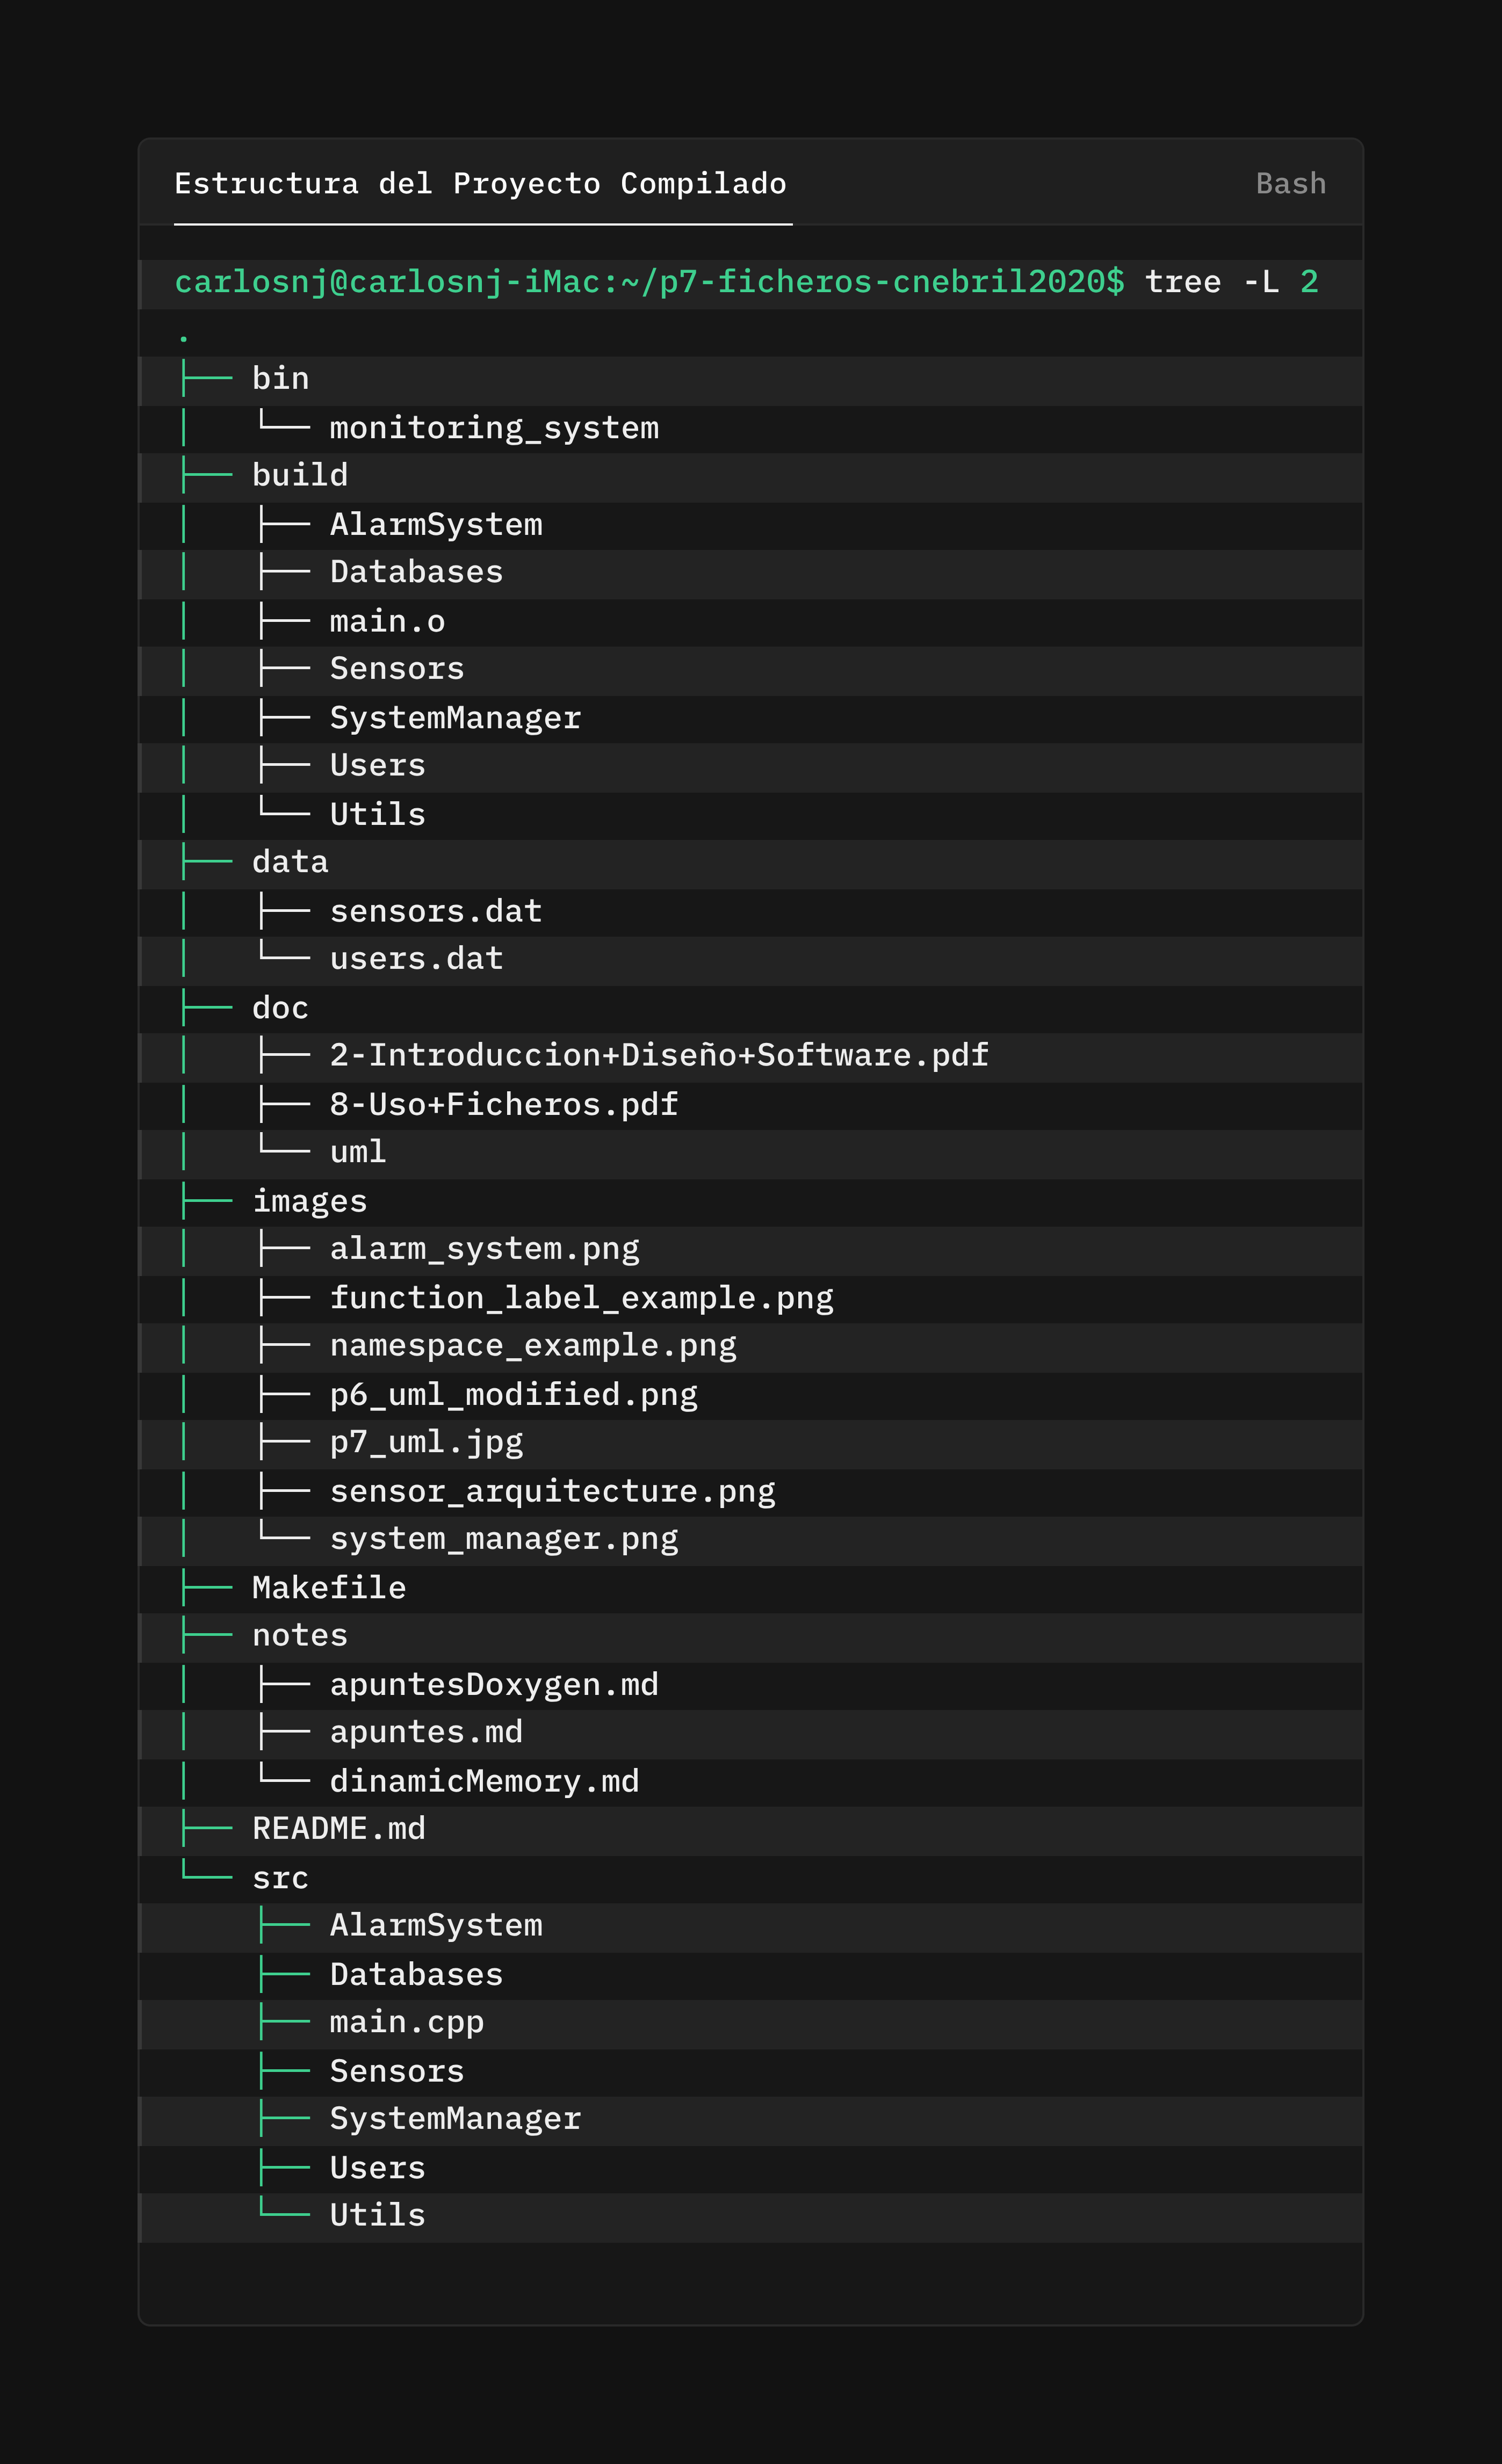 Estructura del Proyecto Compilado Bash
carlosnj@carlosnj-iMac:~/p7-ficheros-cnebril2020$ tree -L 2
.
├── bin
│   └── monitoring_system
├── build
│   ├── AlarmSystem
│   ├── Databases
│   ├── main.o
│   ├── Sensors
│   ├── SystemManager
│   ├── Users
│   └── Utils
├── data
│   ├── sensors.dat
│   └── users.dat
├── doc
│   ├── 2-Introduccion+Diseño+Software.pdf
│   ├── 8-Uso+Ficheros.pdf
│   └── uml
├── images
│   ├── alarm_system.png
│   ├── function_label_example.png
│   ├── namespace_example.png
│   ├── p6_uml_modified.png
│   ├── p7_uml.jpg
│   ├── sensor_arquitecture.png
│   └── system_manager.png
├── Makefile
├── notes
│   ├── apuntesDoxygen.md
│   ├── apuntes.md
│   └── dinamicMemory.md
├── README.md
└── src
    ├── AlarmSystem
    ├── Databases
    ├── main.cpp
    ├── Sensors
    ├── SystemManager
    ├── Users
    └── Utils